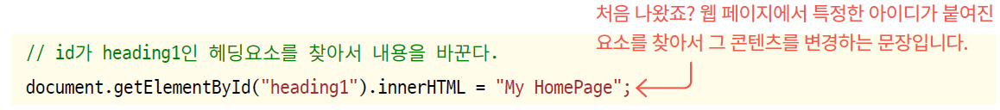 처음 나왔죠? 웹 페이지에서 특정한 아이디가 붙여진
요소를 찾아서 그 콘텐츠를 변경하는 문장입니다.
// id가 heading1인 헤딩요소를 찾아서 내용을 바꾼다.
document.getElementById("heading1").innerHTML = "My HomePage";